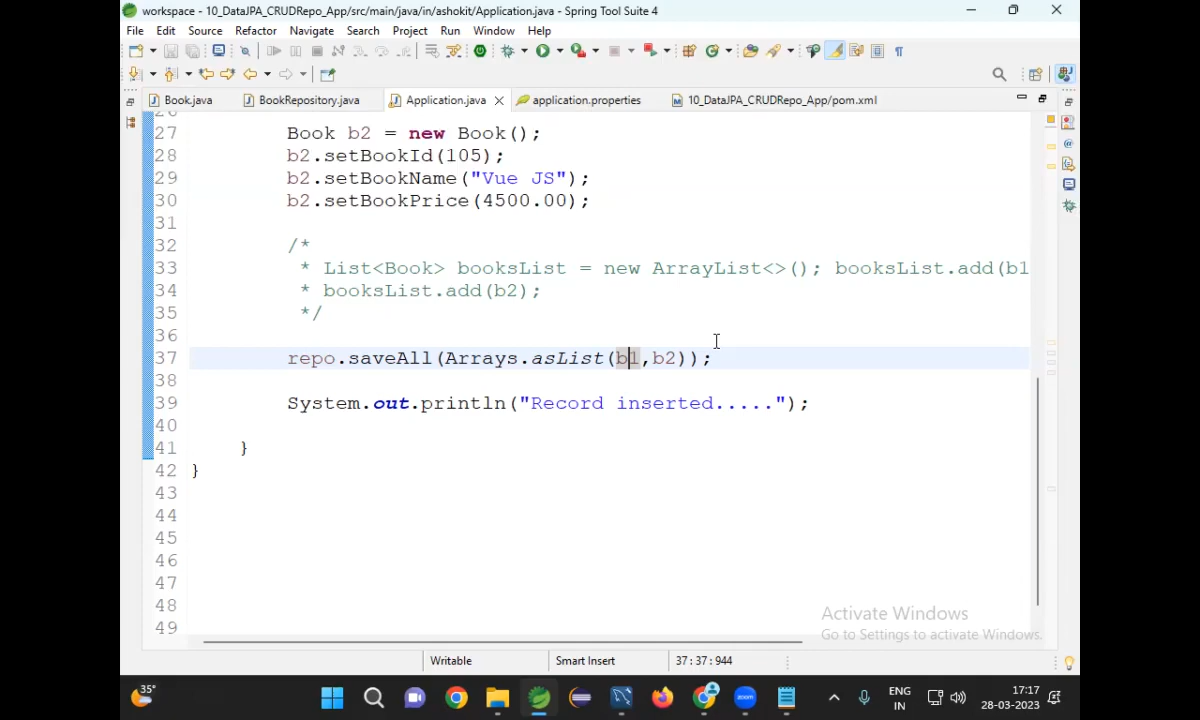 workspace - 10_DataJPA_CRUDRepo_App/src/main/java/in/ashokit/Application.java - Spring Tool Suite 4
File Edit Source Refactor Navigate Search Project Run Window Help
Book.java BookRepository.java Application.java application.properties 10_DataJPA_CRUDRepo_App/pom.xml
27 Book b2 = new Book();
28 b2.setBookId(105);
29 b2.setBookName("Vue JS");
30 b2.setBookPrice(4500.00);
31
32 /*
33 * List<Book> booksList = new ArrayList<>(); booksList.add(b1
34 * booksList.add(b2);
35 */
36
37 repo.saveAll(Arrays.asList(b1,b2));
38
39 System.out.println("Record inserted.....");
40
41 }
42 }
43
44
45
46
47
48
49
Activate Windows
Go to Settings to activate Windows.
Writable Smart Insert 37 : 37 : 944
35°
zoom
ENG
IN
17:17
28-03-2023